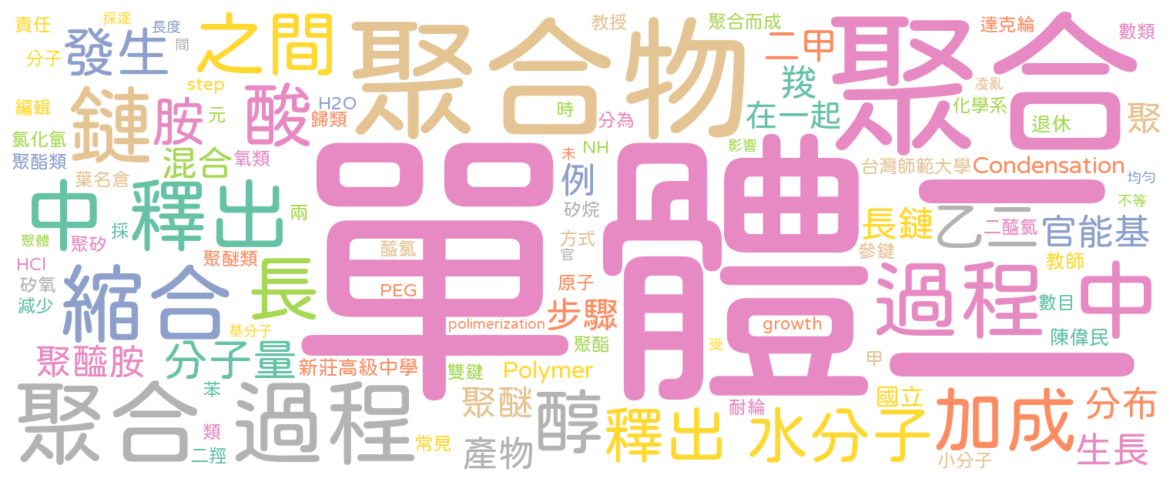 責任
採逐
長度
發生
間
之間
分子
step
聚合物
教授
聚合而成
二甲
達克綸
數類
聚合
編輯
鏈
胺
元
酸
H2O
歸類
時
分為
羧
在一起
凌亂
化學系
退休
聚
氯化氫
聚酯類
混合
氧類
葉名倉
未
NH
影響
例
矽烷
單體
台灣師範大學
Condensation
一
均勻
不等
中
釋出
兩
採
聚體
聚矽
聚醚類
醯氯
方式
官
長鏈
乙二
二醯氯
官能基
參鍵
教師
HCl
矽氧
減少
縮合
長
PEG
原子
過程
數目
中
基分子
polimerization
步驟
growth
陳偉民
聚醯胺
分子量
新莊高級中學
雙鍵
聚酯
Polymer
受
甲
一
聚合
過程
苯
類
二羥
常見
聚醚
產物
醇
釋出
耐綸
水分子
國立
小分子
加成
分布
生長